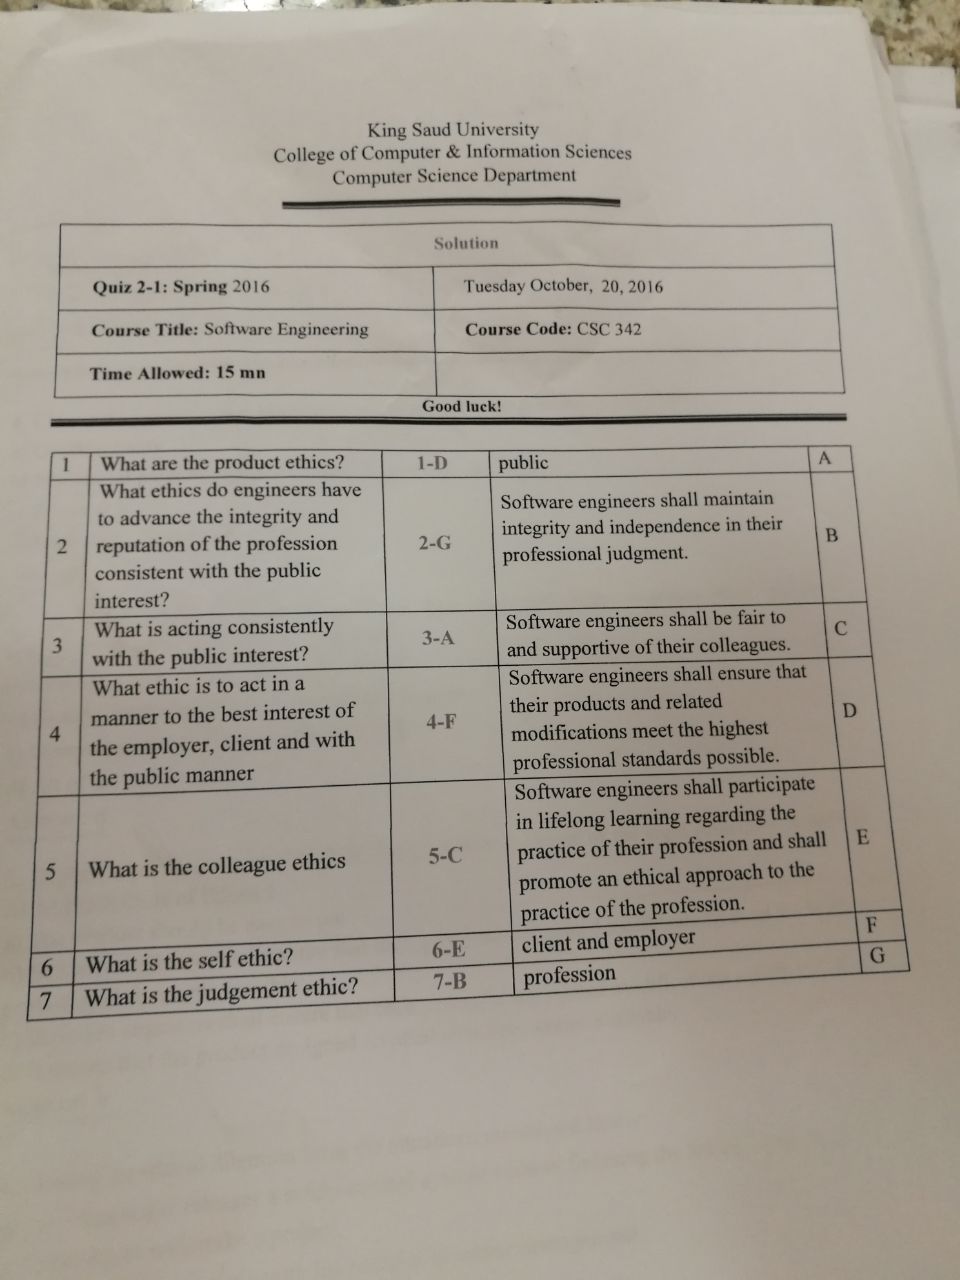 King Saud University
College of Computer & Information Sciences
Computer Science Department
Solution
Quiz 2-1: Spring 2016
Tuesday October, 20, 2016
Course Title: Software Engineering
Course Code: CSC 342
Time Allowed: 15 mn
Good luck!
1
What are the product ethics?
1-D
public
A
2
What ethics do engineers have
to advance the integrity and
reputation of the profession
consistent with the public
interest?
2-G
Software engineers shall maintain
integrity and independence in their
professional judgment.
B
3
What is acting consistently
with the public interest?
3-A
Software engineers shall be fair to
and supportive of their colleagues.
C
4
What ethic is to act in a
manner to the best interest of
the employer, client and with
the public manner
4-F
Software engineers shall ensure that
their products and related
modifications meet the highest
professional standards possible.
D
5
What is the colleague ethics
5-C
Software engineers shall participate
in lifelong learning regarding the
practice of their profession and shall
promote an ethical approach to the
practice of the profession.
E
6
What is the self ethic?
6-E
client and employer
F
7
What is the judgement ethic?
7-B
profession
G